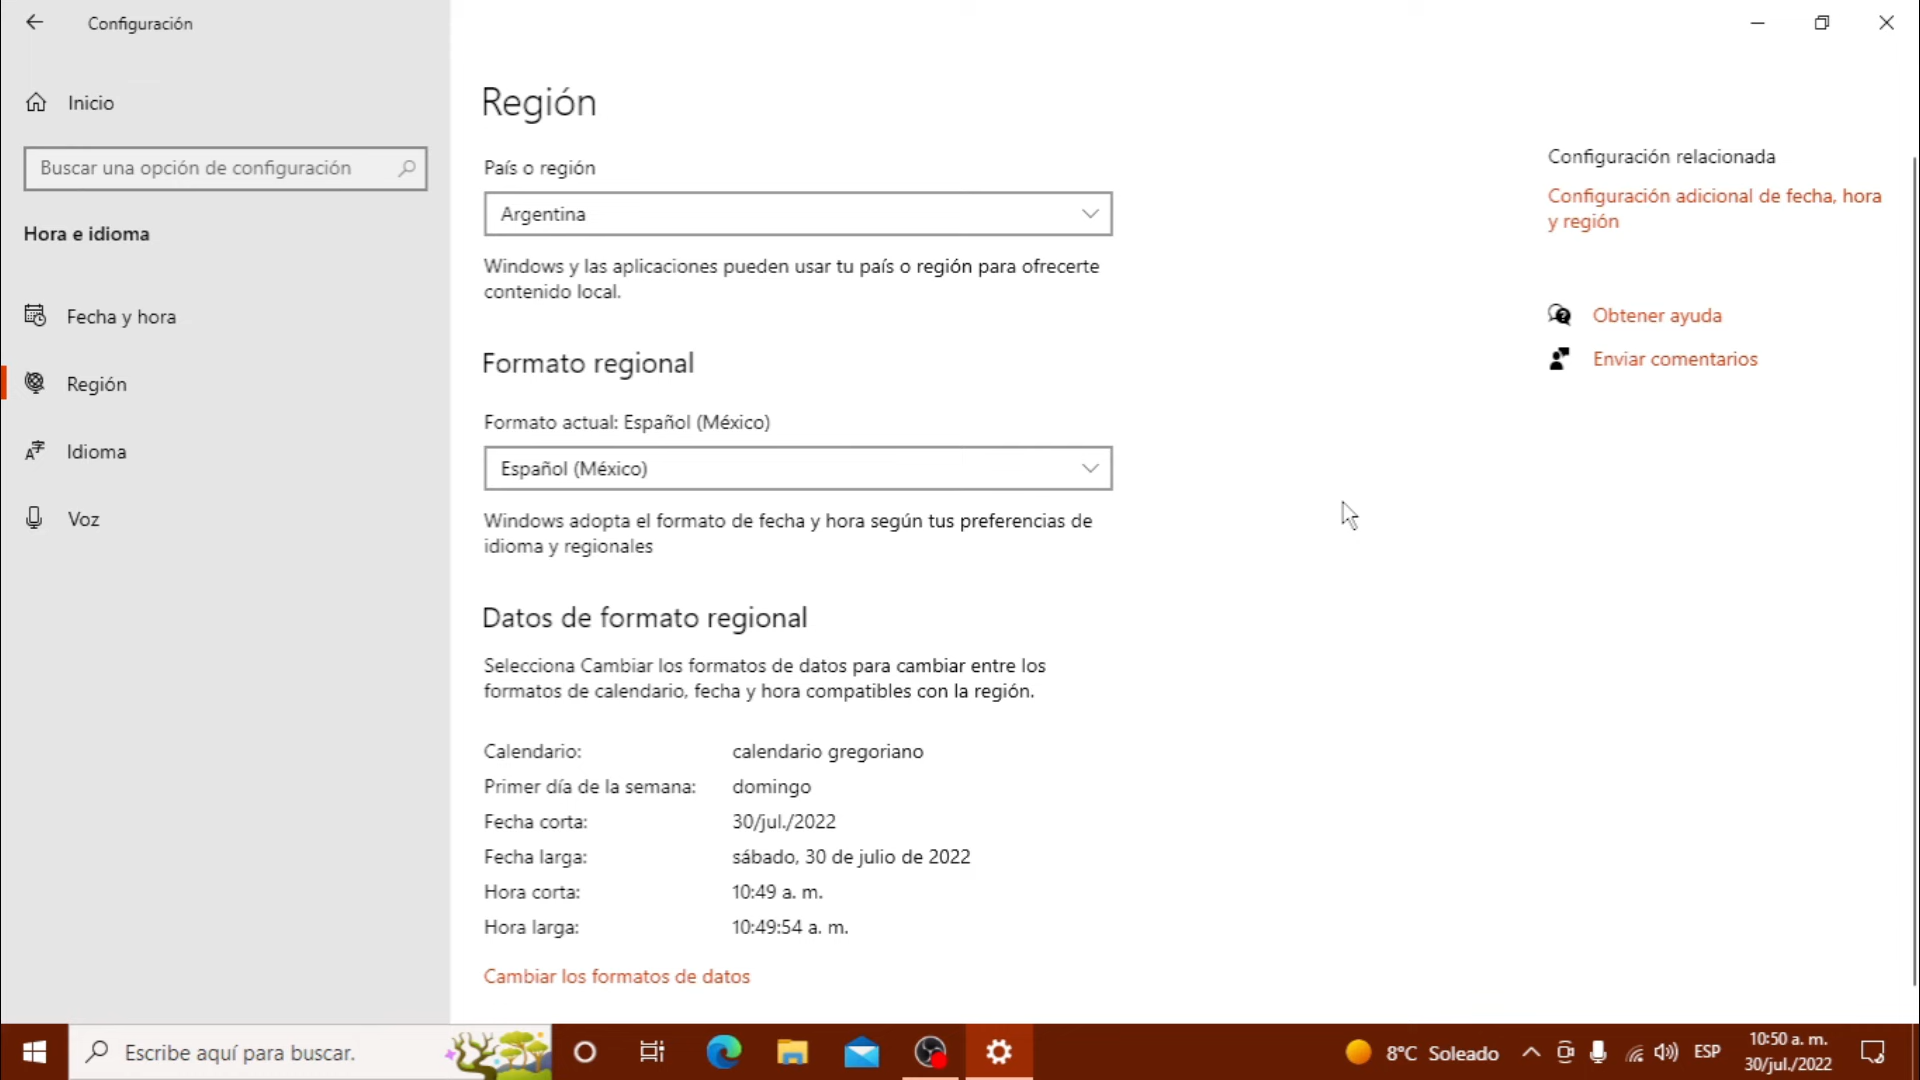 Configuración
Inicio
Buscar una opción de configuración
Hora e idioma
Fecha y hora
Región
Idioma
Voz
Región
País o región
Argentina
Windows y las aplicaciones pueden usar tu país o región para ofrecerte
contenido local.
Formato regional
Formato actual: Español (México)
Español (México)
Windows adopta el formato de fecha y hora según tus preferencias de
idioma y regionales
Datos de formato regional
Selecciona Cambiar los formatos de datos para cambiar entre los
formatos de calendario, fecha y hora compatibles con la región.
Calendario: calendario gregoriano
Primer día de la semana: domingo
Fecha corta: 30/jul./2022
Fecha larga: sábado, 30 de julio de 2022
Hora corta: 10:49 a. m.
Hora larga: 10:49:54 a. m.
Cambiar los formatos de datos
Configuración relacionada
Configuración adicional de fecha, hora
y región
Obtener ayuda
Enviar comentarios
Escribe aquí para buscar.
8°C Soleado
ESP
10:50 a. m.
30/jul./2022